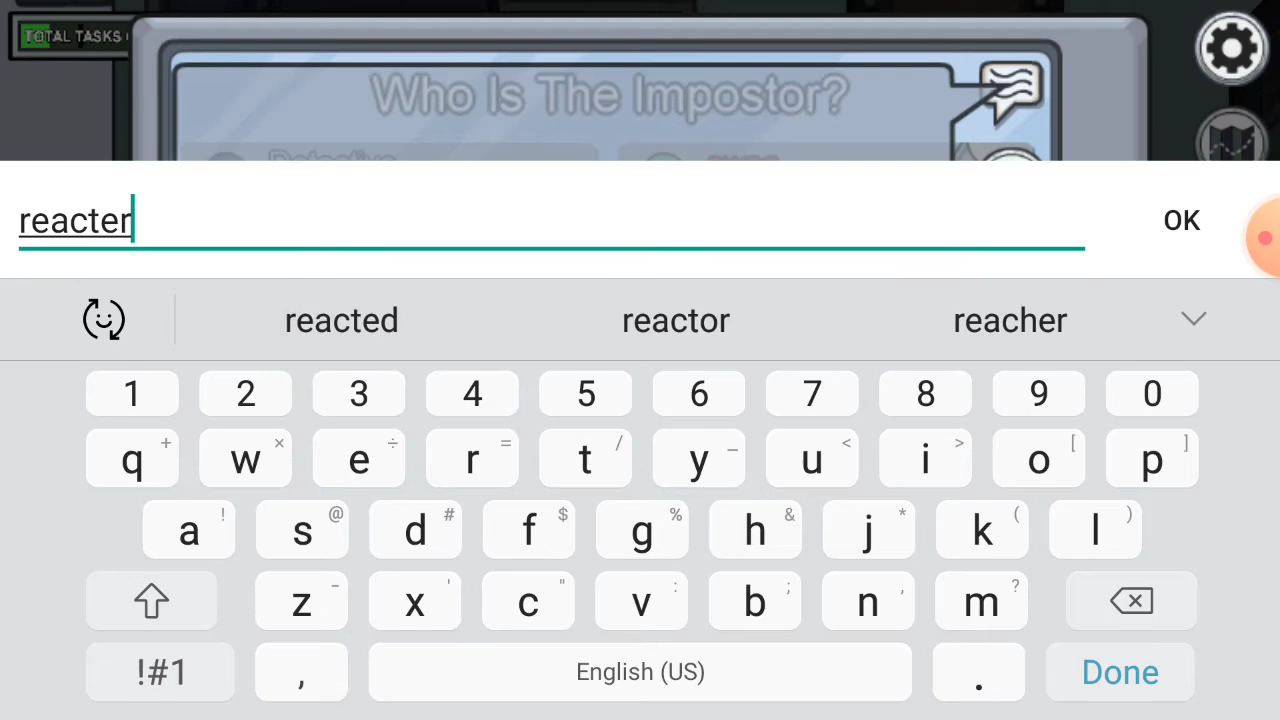 TOTAL TASKS
Who Is The Impostor?
Detective
reacter
OK
reacted reactor reacher
1 2 3 4 5 6 7 8 9 0
q + w × e ÷ r = t / y _ u < i > o [ p ]
a ! s @ d # f $ g % h & j * k ( l )
z - x ' c " v : b ; n , m ?
!#1 , English (US) . Done